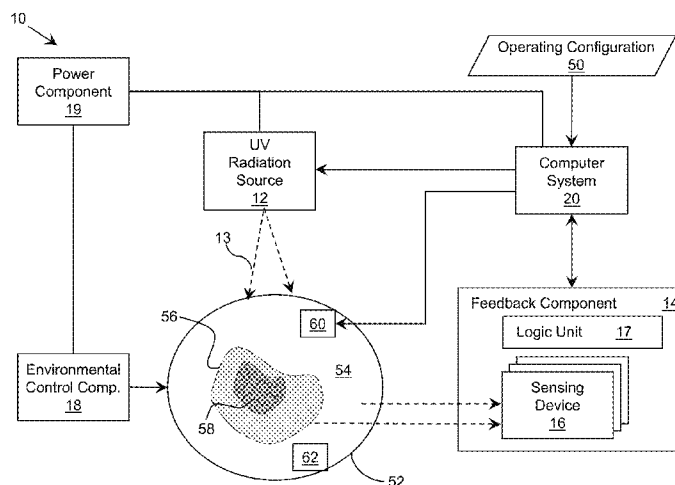 10
Operating Configuration
50
Power
Component
19
UV
Radiation
Source
12
Computer
System
20
13
Feedback Component 14
Logic Unit 17
56
60
54
Environmental
Control Comp.
18
58
Sensing
Device
16
62
52